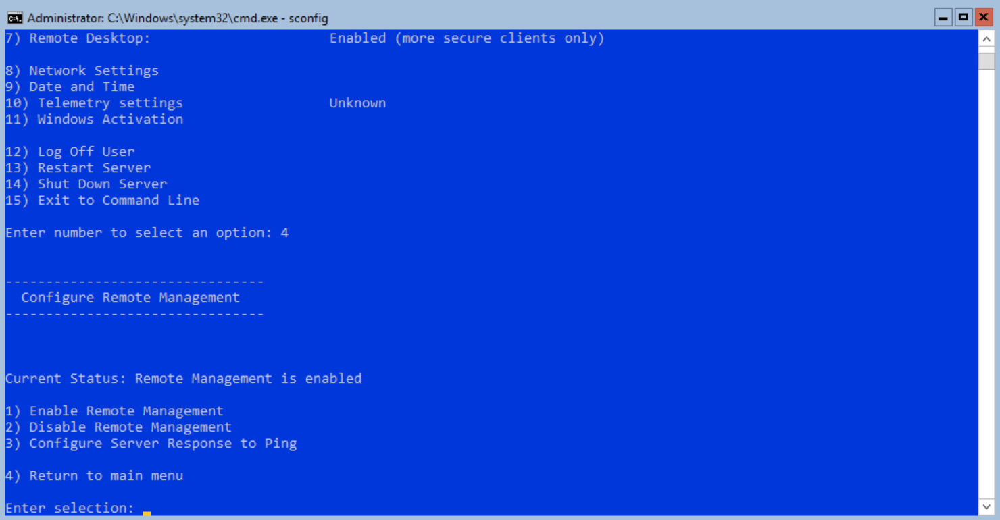 Administrator: C:\Windows\system32\cmd.exe - sconfig
7) Remote Desktop: Enabled (more secure clients only)
8) Network Settings
9) Date and Time
10) Telemetry settings Unknown
11) Windows Activation
12) Log Off User
13) Restart Server
14) Shut Down Server
15) Exit to Command Line
Enter number to select an option: 4
--------------------------------
Configure Remote Management
--------------------------------
Current Status: Remote Management is enabled
1) Enable Remote Management
2) Disable Remote Management
3) Configure Server Response to Ping
4) Return to main menu
Enter selection: